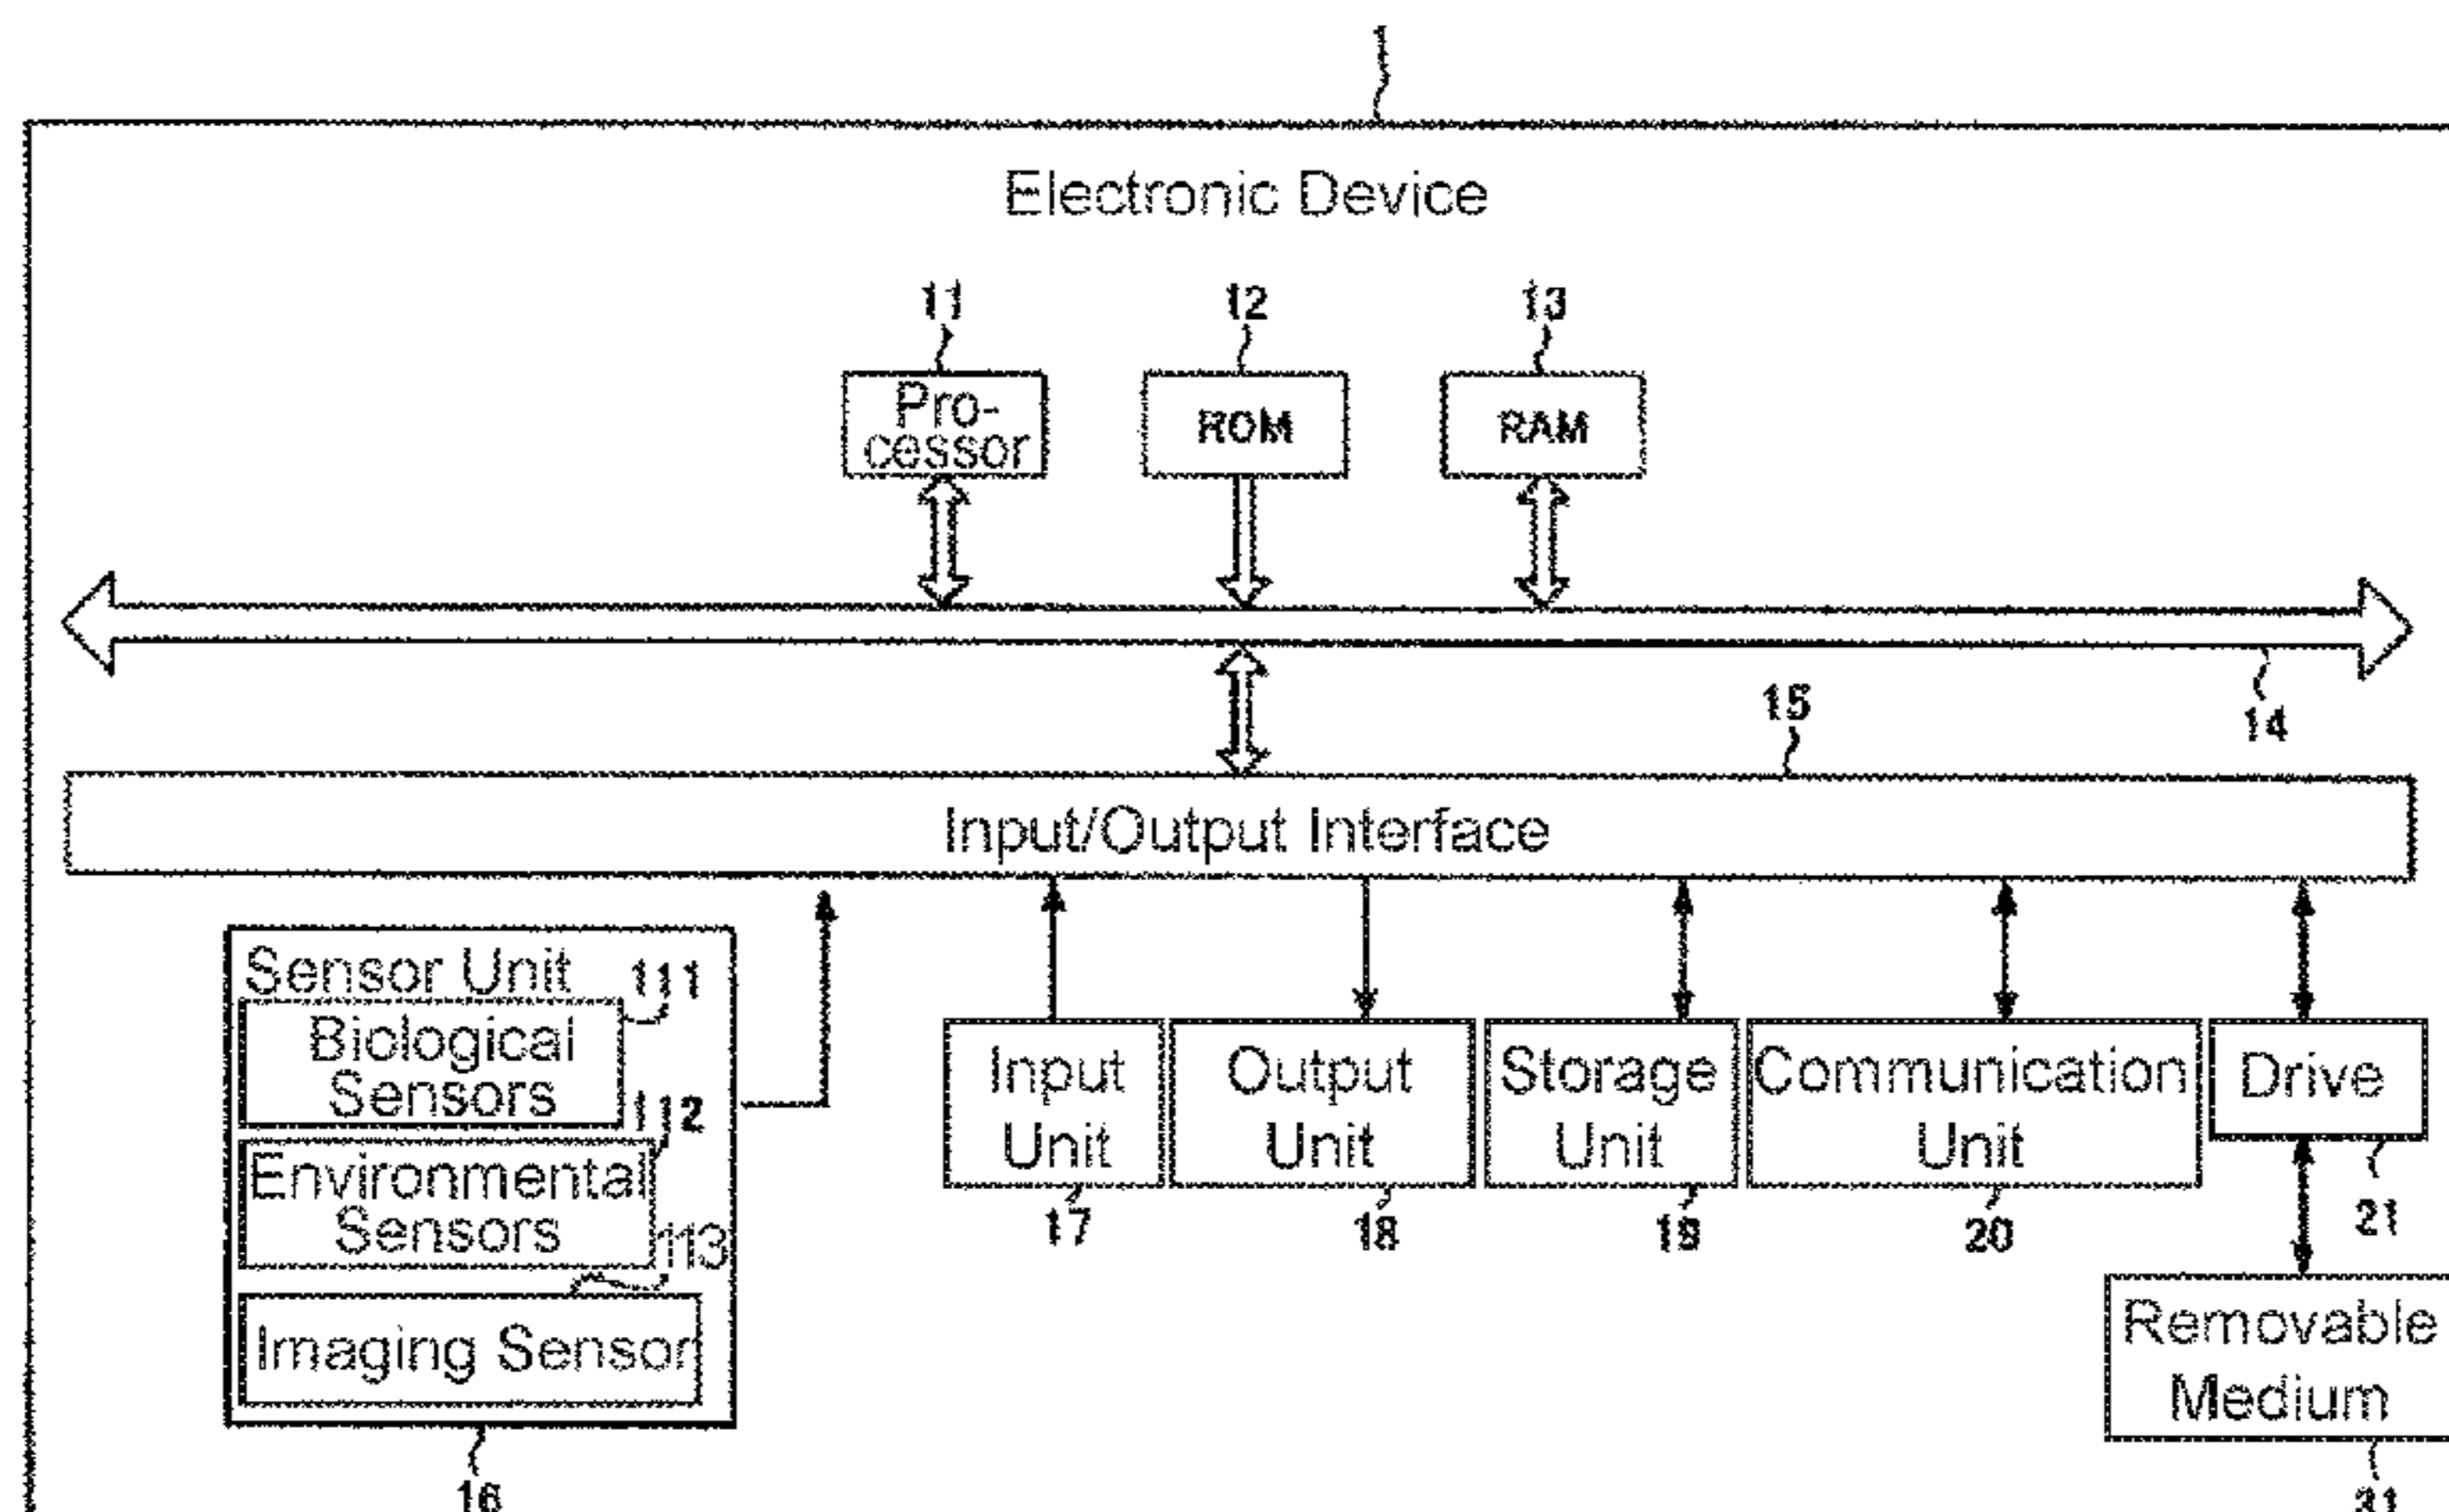 Electronic Device
11
12
13
Pro-
cessor
ROM
RAM
15
14
Input/Output Interface
Sensor Unit
111
Biological
Sensors
112
Environmental
Sensors
113
Imaging Sensor
16
Input
Unit
17
Output
Unit
18
Storage
Unit
19
Communication
Unit
20
Drive
21
Removable
Medium
31